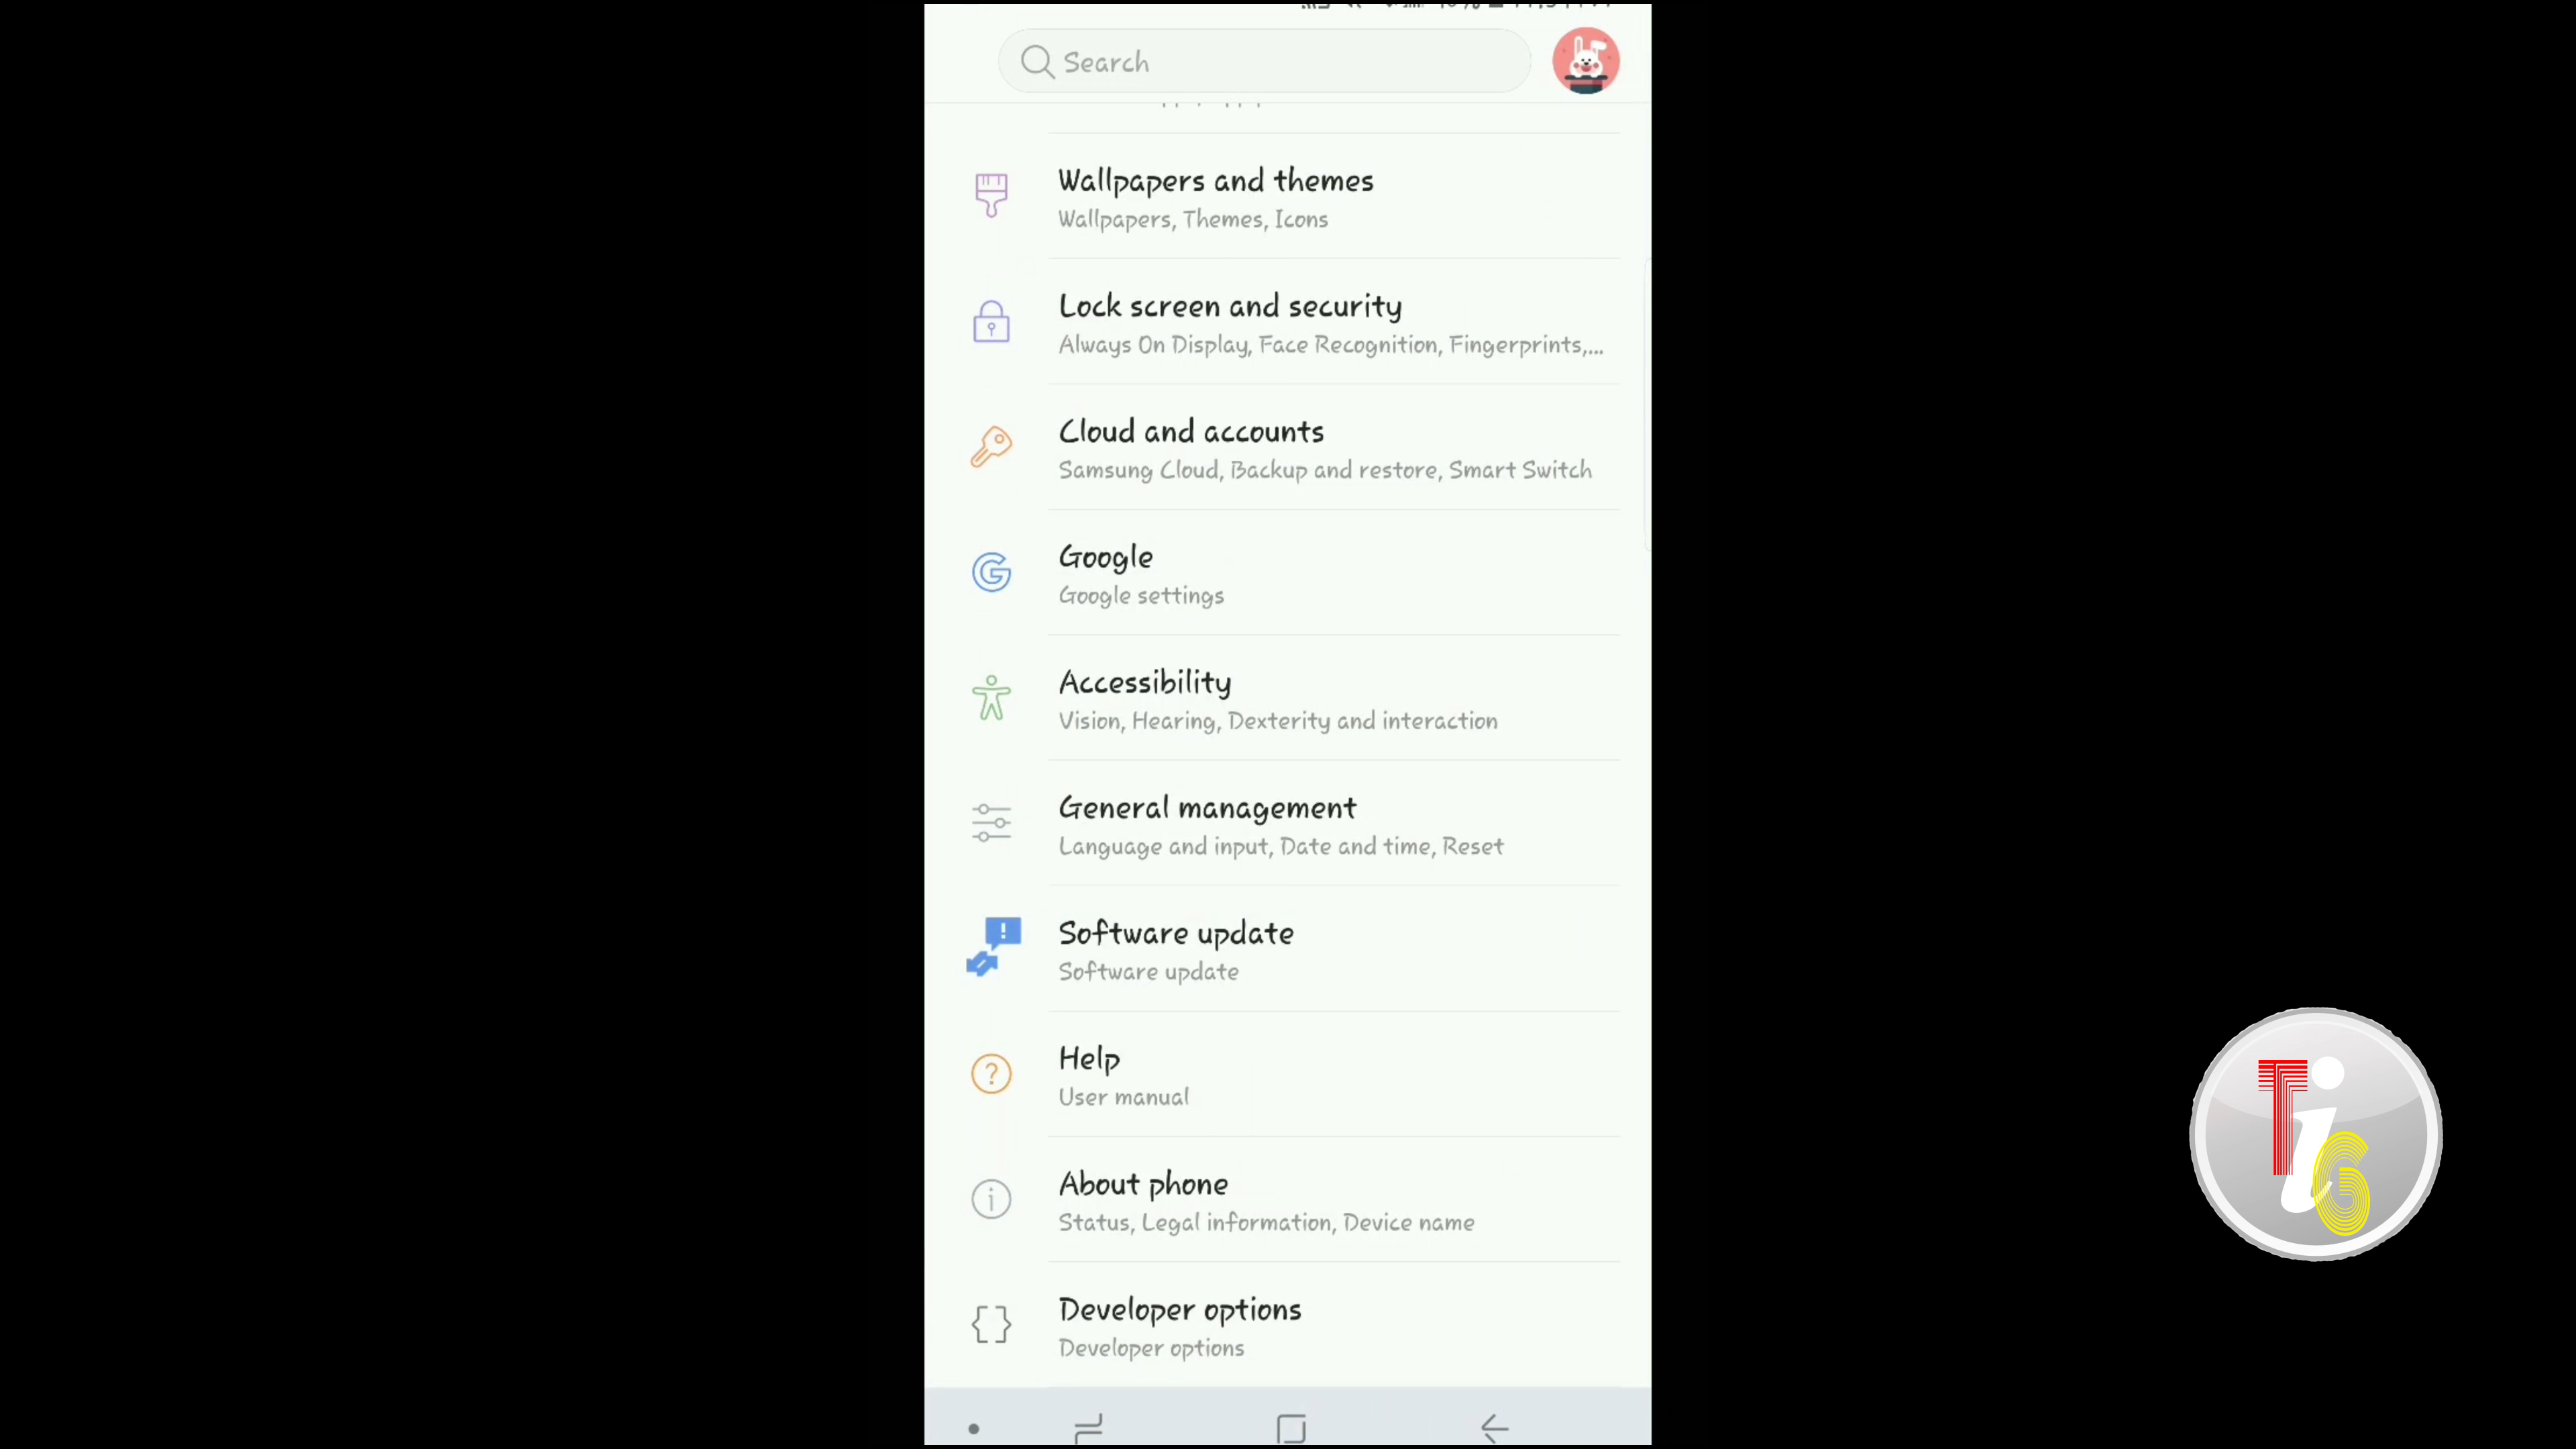 Search
Wallpapers and themes
Wallpapers, Themes, Icons
Lock screen and security
Always On Display, Face Recognition, Fingerprints,...
Cloud and accounts
Samsung Cloud, Backup and restore, Smart Switch
Google
Google settings
Accessibility
Vision, Hearing, Dexterity and interaction
General management
Language and input, Date and time, Reset
Software update
Software update
Help
User manual
About phone
Status, Legal information, Device name
Developer options
Developer options
TiG